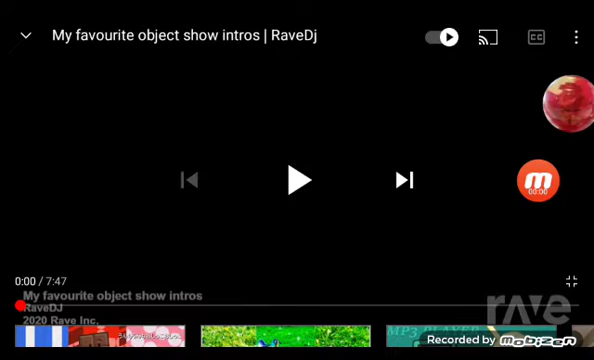 My favourite object show intros | RaveDj
CC
m
00:00
0:00 / 7:47
My favourite object show intros
RaveDJ
2020 Rave Inc.
rave
MP3 PLAYER
Recorded by mobizen